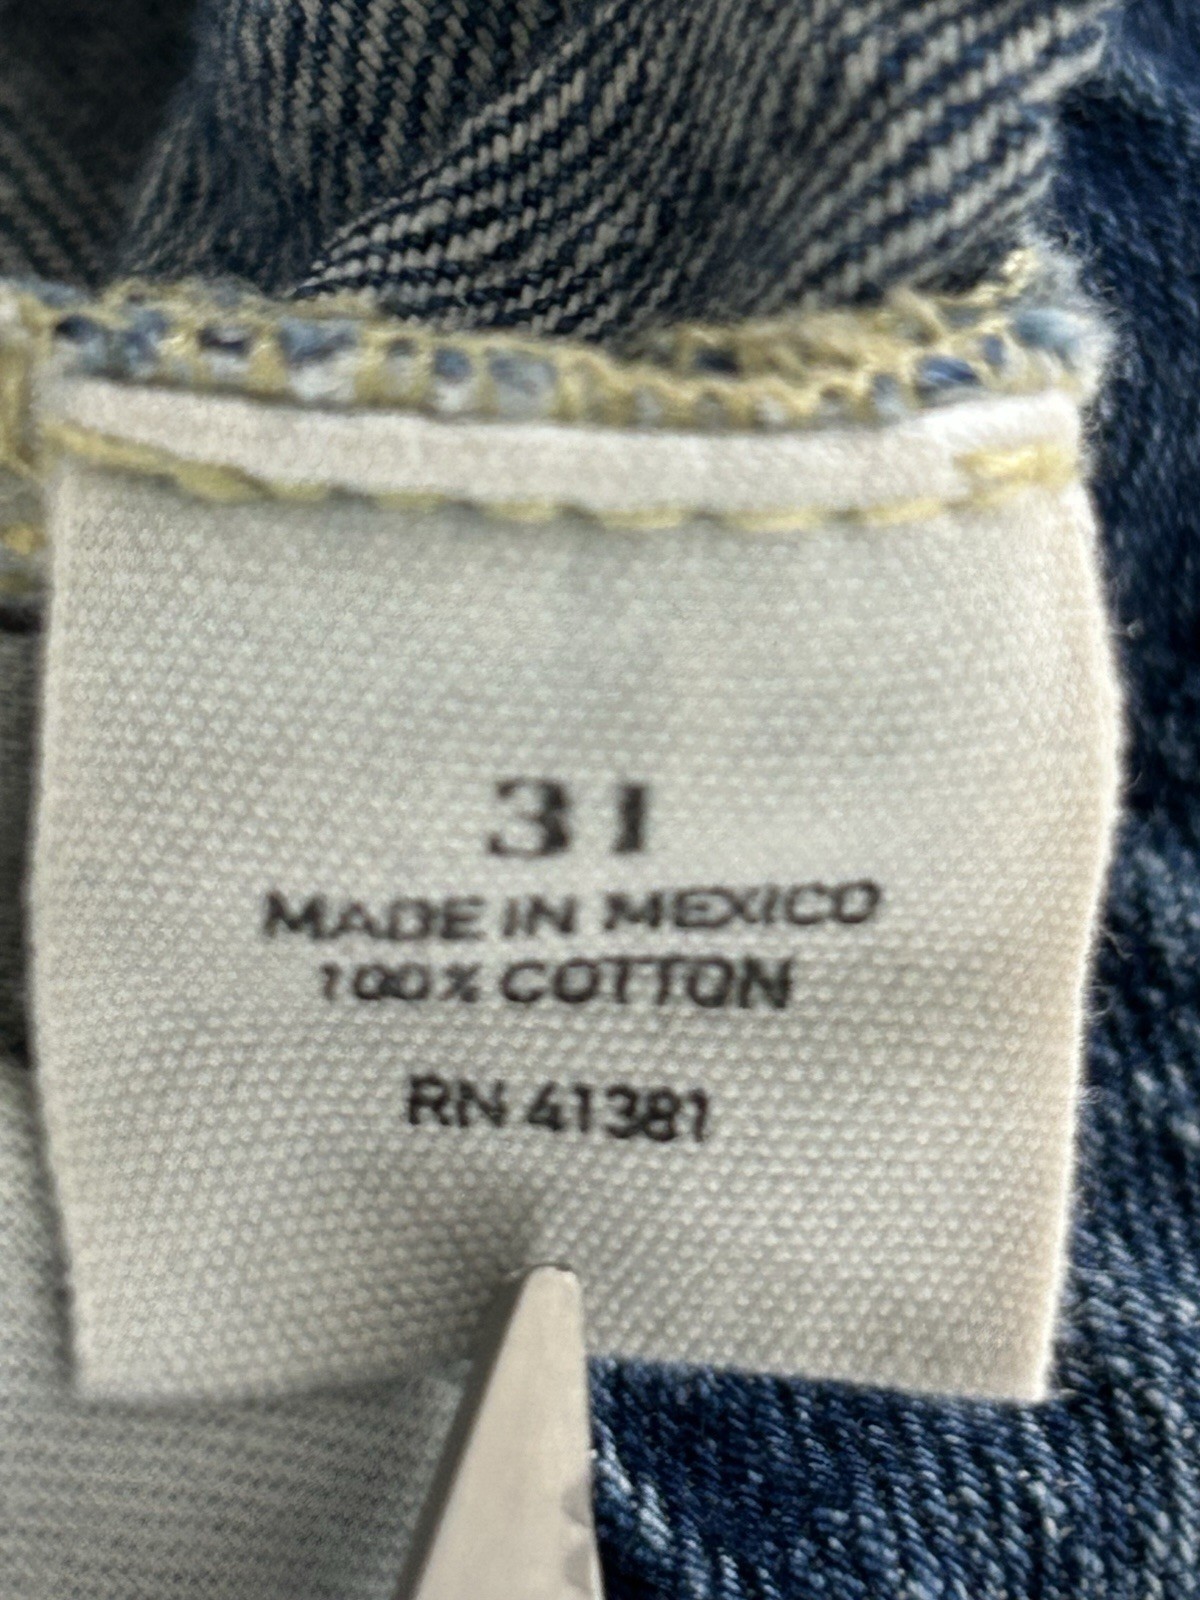 31
MADE IN MEXICO
100% COTTON
RN 41381